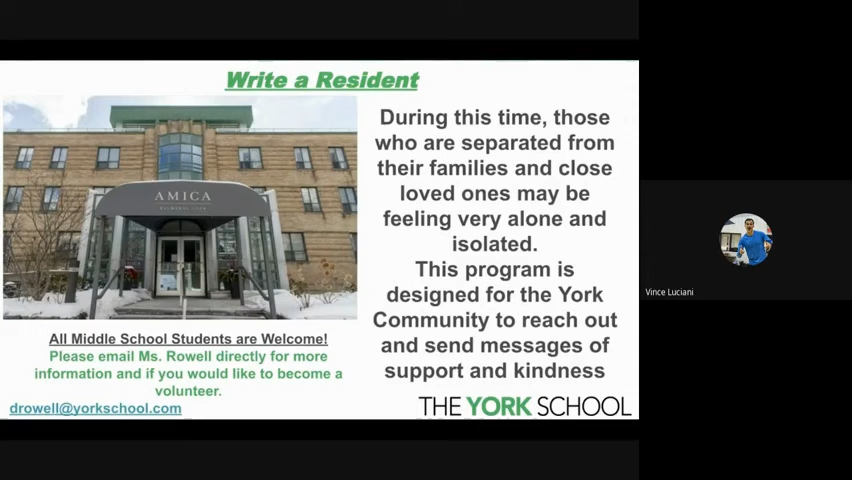 Write a Resident
AMICA
During this time, those
who are separated from
their families and close
loved ones may be
feeling very alone and
isolated.
This program is
designed for the York
Community to reach out
and send messages of
support and kindness
All Middle School Students are Welcome!
Please email Ms. Rowell directly for more
information and if you would like to become a
volunteer.
drowell@yorkschool.com
THE YORK SCHOOL
Vince Luciani